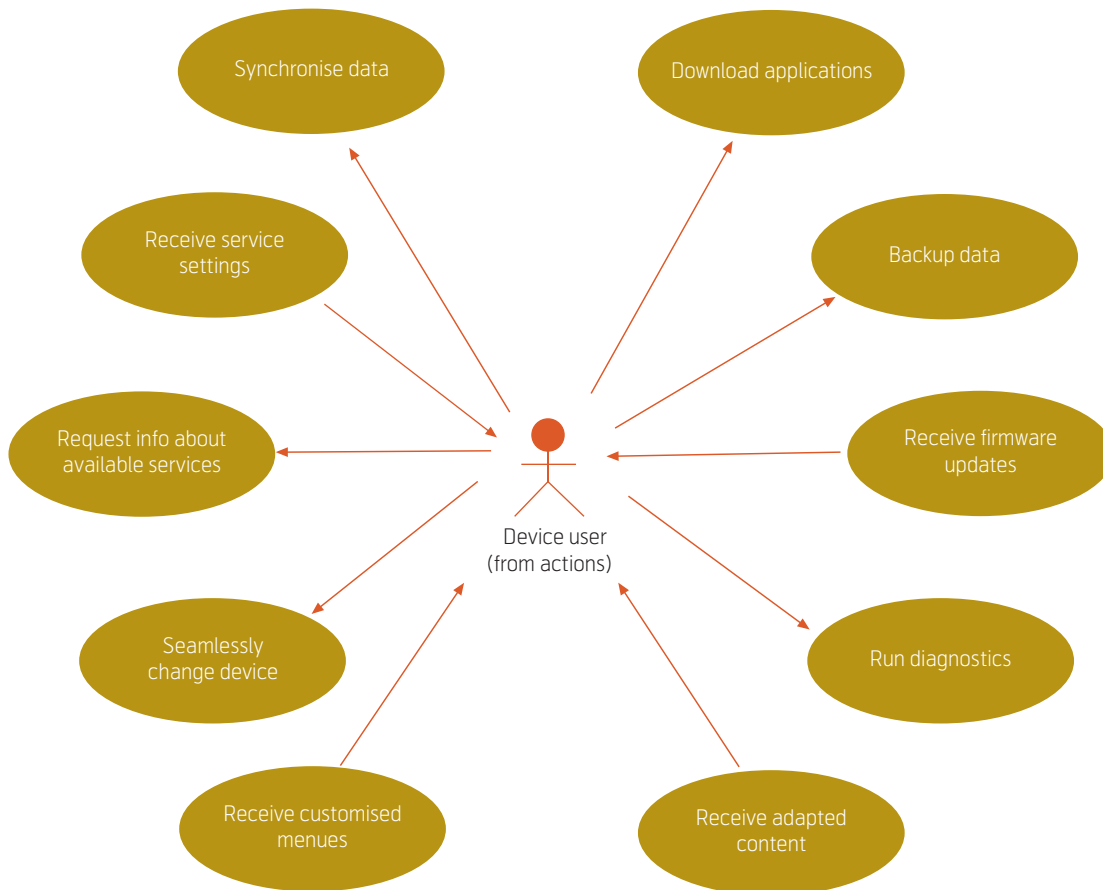 Synchronise data
Download applications
Receive service
settings
Backup data
Request info about
available services
Receive firmware
updates
Device user
(from actions)
Seamlessly
change device
Run diagnostics
Receive customised
menues
Receive adapted
content